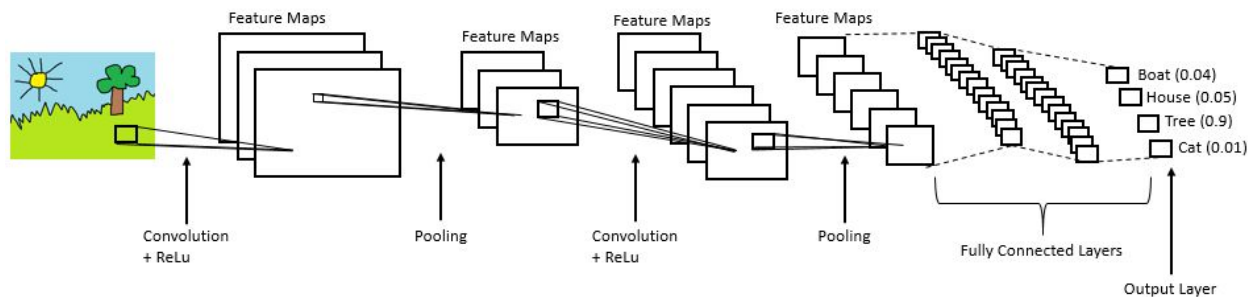 Feature Maps
Feature Maps
Feature Maps
Feature Maps
Boat (0.04)
House (0.05)
Tree (0.9)
Cat (0.01)
Convolution
+ ReLu
Pooling
Convolution
+ ReLu
Pooling
Fully Connected Layers
Output Layer